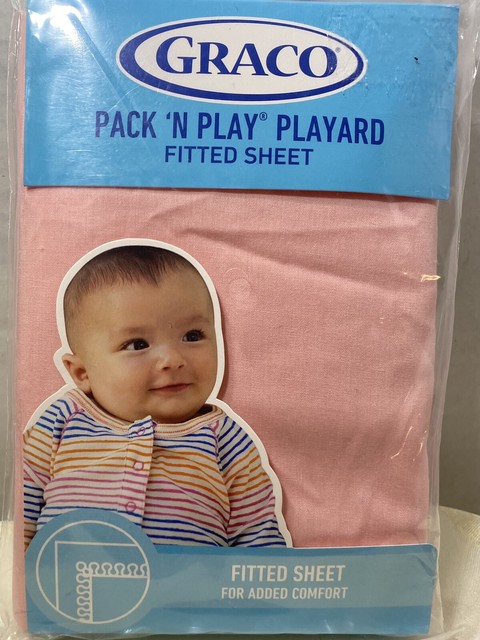 GRACO®
PACK 'N PLAY® PLAYARD
FITTED SHEET
FITTED SHEET
FOR ADDED COMFORT